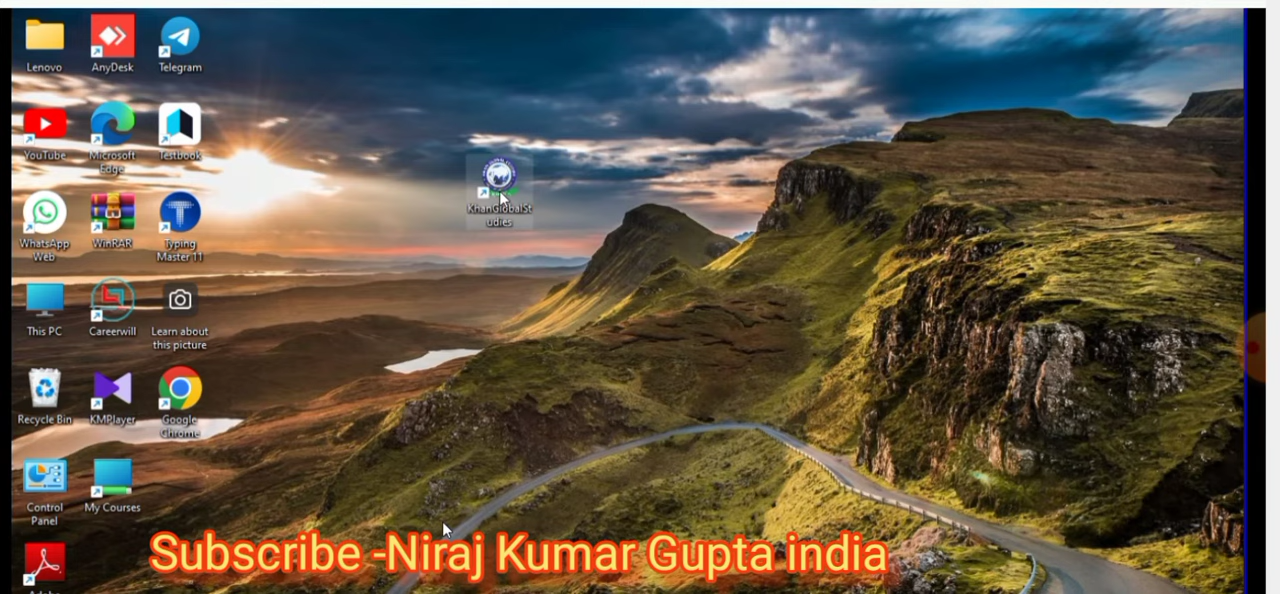 Lenovo
AnyDesk
Telegram
YouTube
Microsoft
Edge
Testbook
WhatsApp
Web
WinRAR
Typing
Master 11
KhanGlobalSt
udies
This PC
Careerwill
Learn about
this picture
Recycle Bin
KMPlayer
Google
Chrome
Control
Panel
My Courses
Subscribe -Niraj Kumar Gupta india